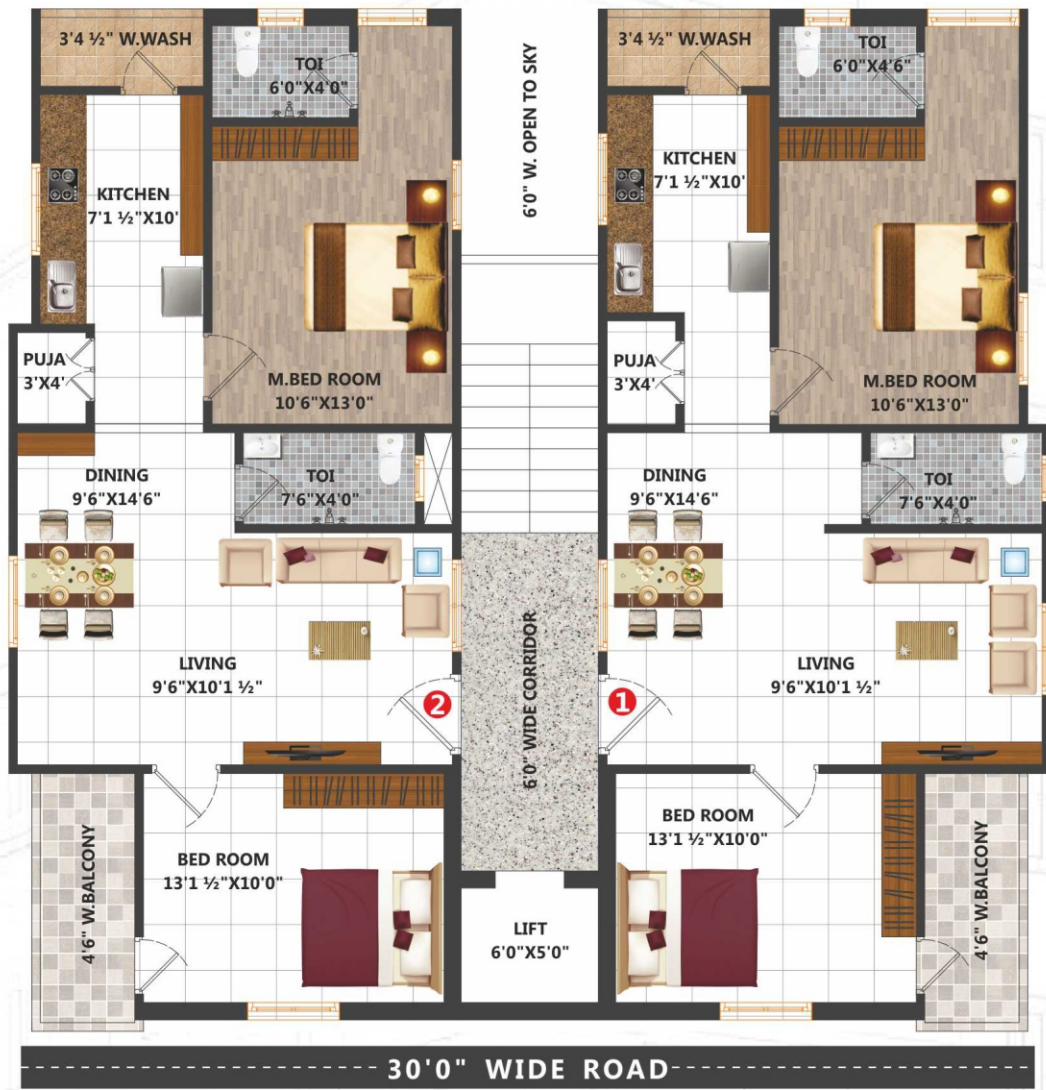 3'4 ½" W.WASH
TOI
6'0"X4'0"
KITCHEN
7'1 ½"X10'
PUJA
3'X4'
M.BED ROOM
10'6"X13'0"
DINING
9'6"X14'6"
TOI
7'6"X4'0"
LIVING
9'6"X10'1 ½"
2
BED ROOM
13'1 ½"X10'0"
4'6" W.BALCONY
6'0" W. OPEN TO SKY
6'0" WIDE CORRIDOR
LIFT
6'0"X5'0"
3'4 ½" W.WASH
TOI
6'0"X4'6"
KITCHEN
7'1 ½"X10'
PUJA
3'X4'
M.BED ROOM
10'6"X13'0"
DINING
9'6"X14'6"
TOI
7'6"X4'0"
LIVING
9'6"X10'1 ½"
1
BED ROOM
13'1 ½"X10'0"
4'6" W.BALCONY
30'0" WIDE ROAD